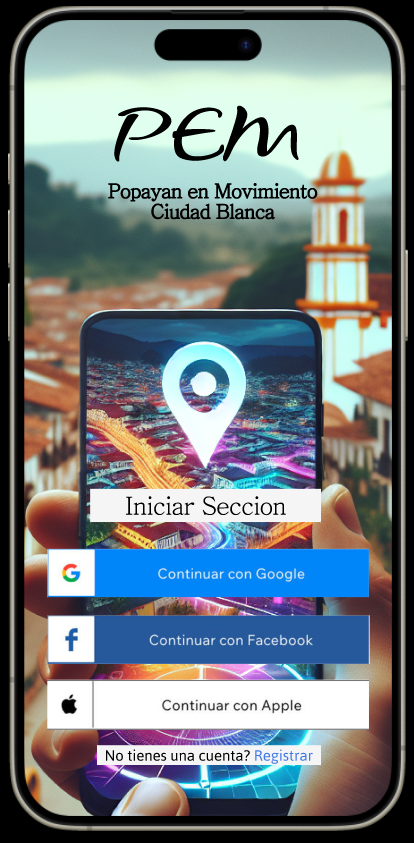 PEM
Popayan en Movimiento
Ciudad Blanca
Iniciar Seccion
Continuar con Google
Continuar con Facebook
Continuar con Apple
No tienes una cuenta? Registrar